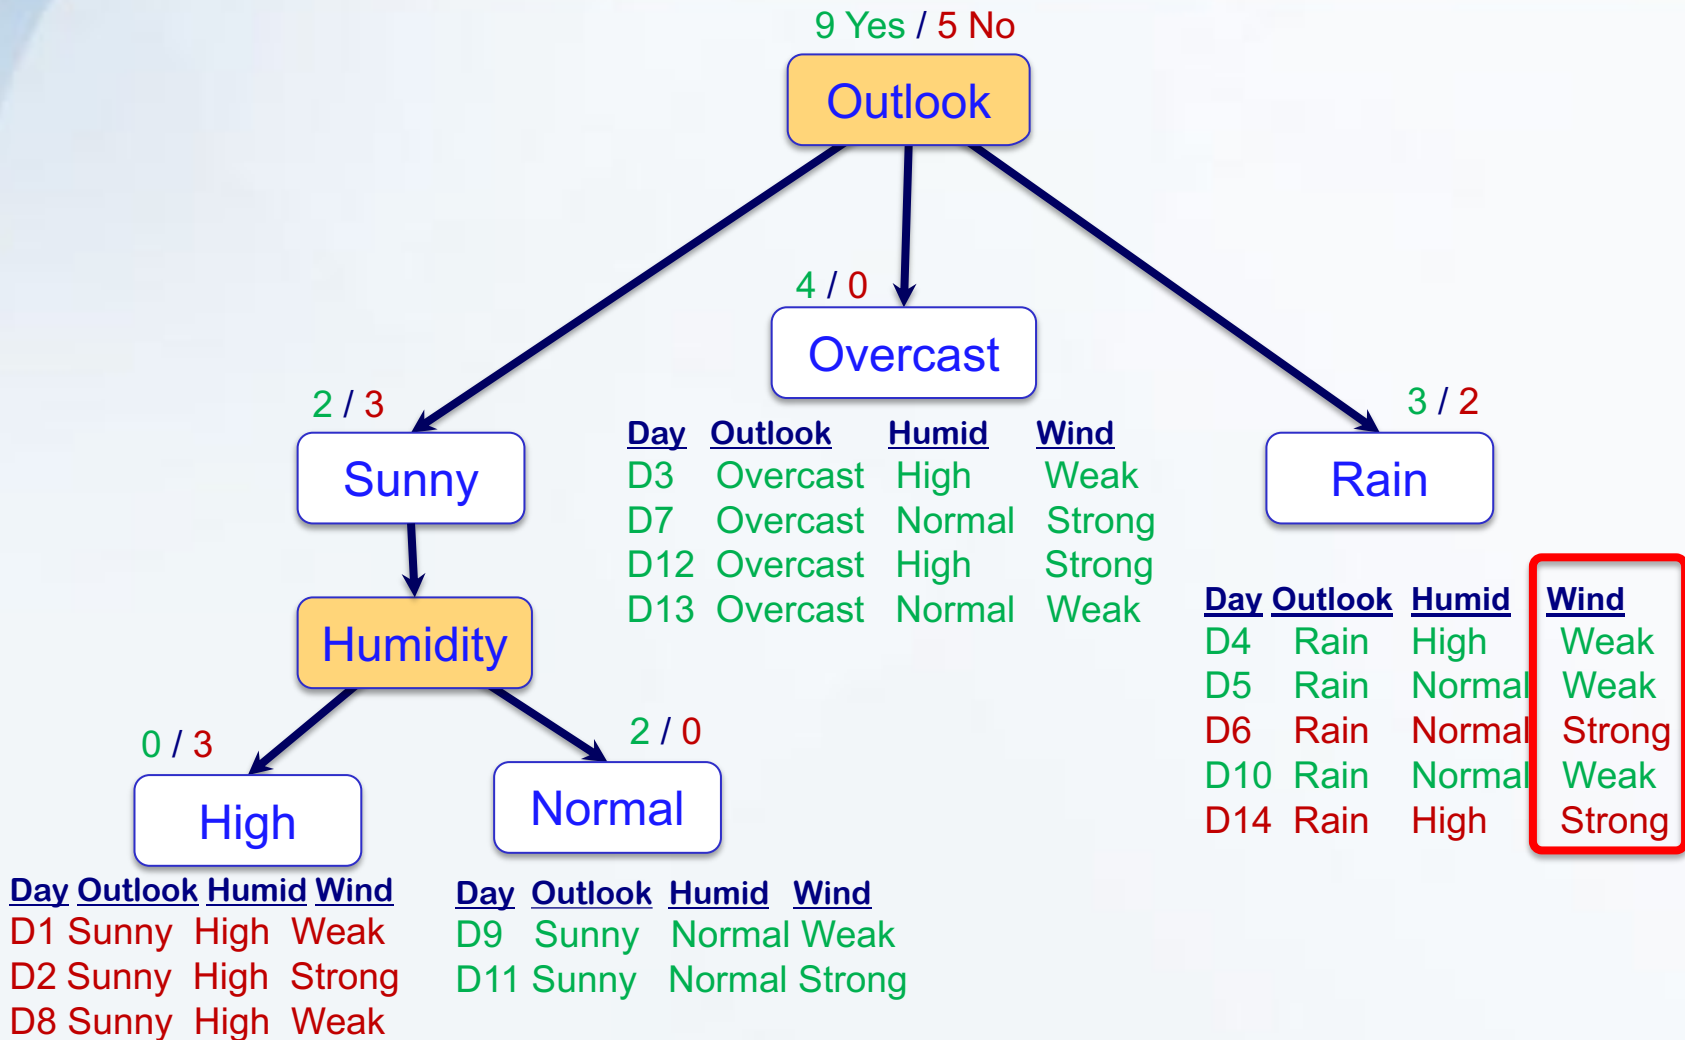 9 Yes / 5 No
Outlook
4 / 0
Overcast
2 / 3
Sunny
3 / 2
Rain
Day Outlook Humid Wind
D3 Overcast High Weak
D7 Overcast Normal Strong
D12 Overcast High Strong
D13 Overcast Normal Weak
Day Outlook Humid Wind
D4 Rain High Weak
D5 Rain Normal Weak
D6 Rain Normal Strong
D10 Rain Normal Weak
D14 Rain High Strong
Humidity
0 / 3
High
2 / 0
Normal
Day Outlook Humid Wind
D1 Sunny High Weak
D2 Sunny High Strong
D8 Sunny High Weak
Day Outlook Humid Wind
D9 Sunny Normal Weak
D11 Sunny Normal Strong